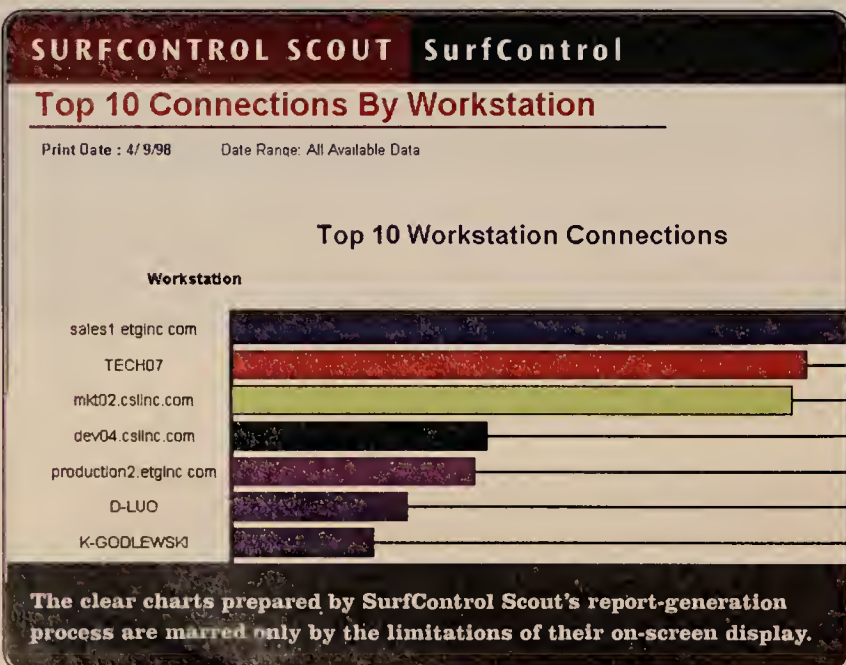 SURFCONTROL SCOUT SurfControl
Top 10 Connections By Workstation
Print Date : 4/ 9/98 Date Range: All Available Data
Top 10 Workstation Connections
Workstation
sales1 etginc com
TECH07
mkt02.csiinc.com
dev04.csiinc.com
production2.etginc com
D-LUO
K-GODLEWSKI
The clear charts prepared by SurfControl Scout's report-generation
process are marred only by the limitations of their on-screen display.